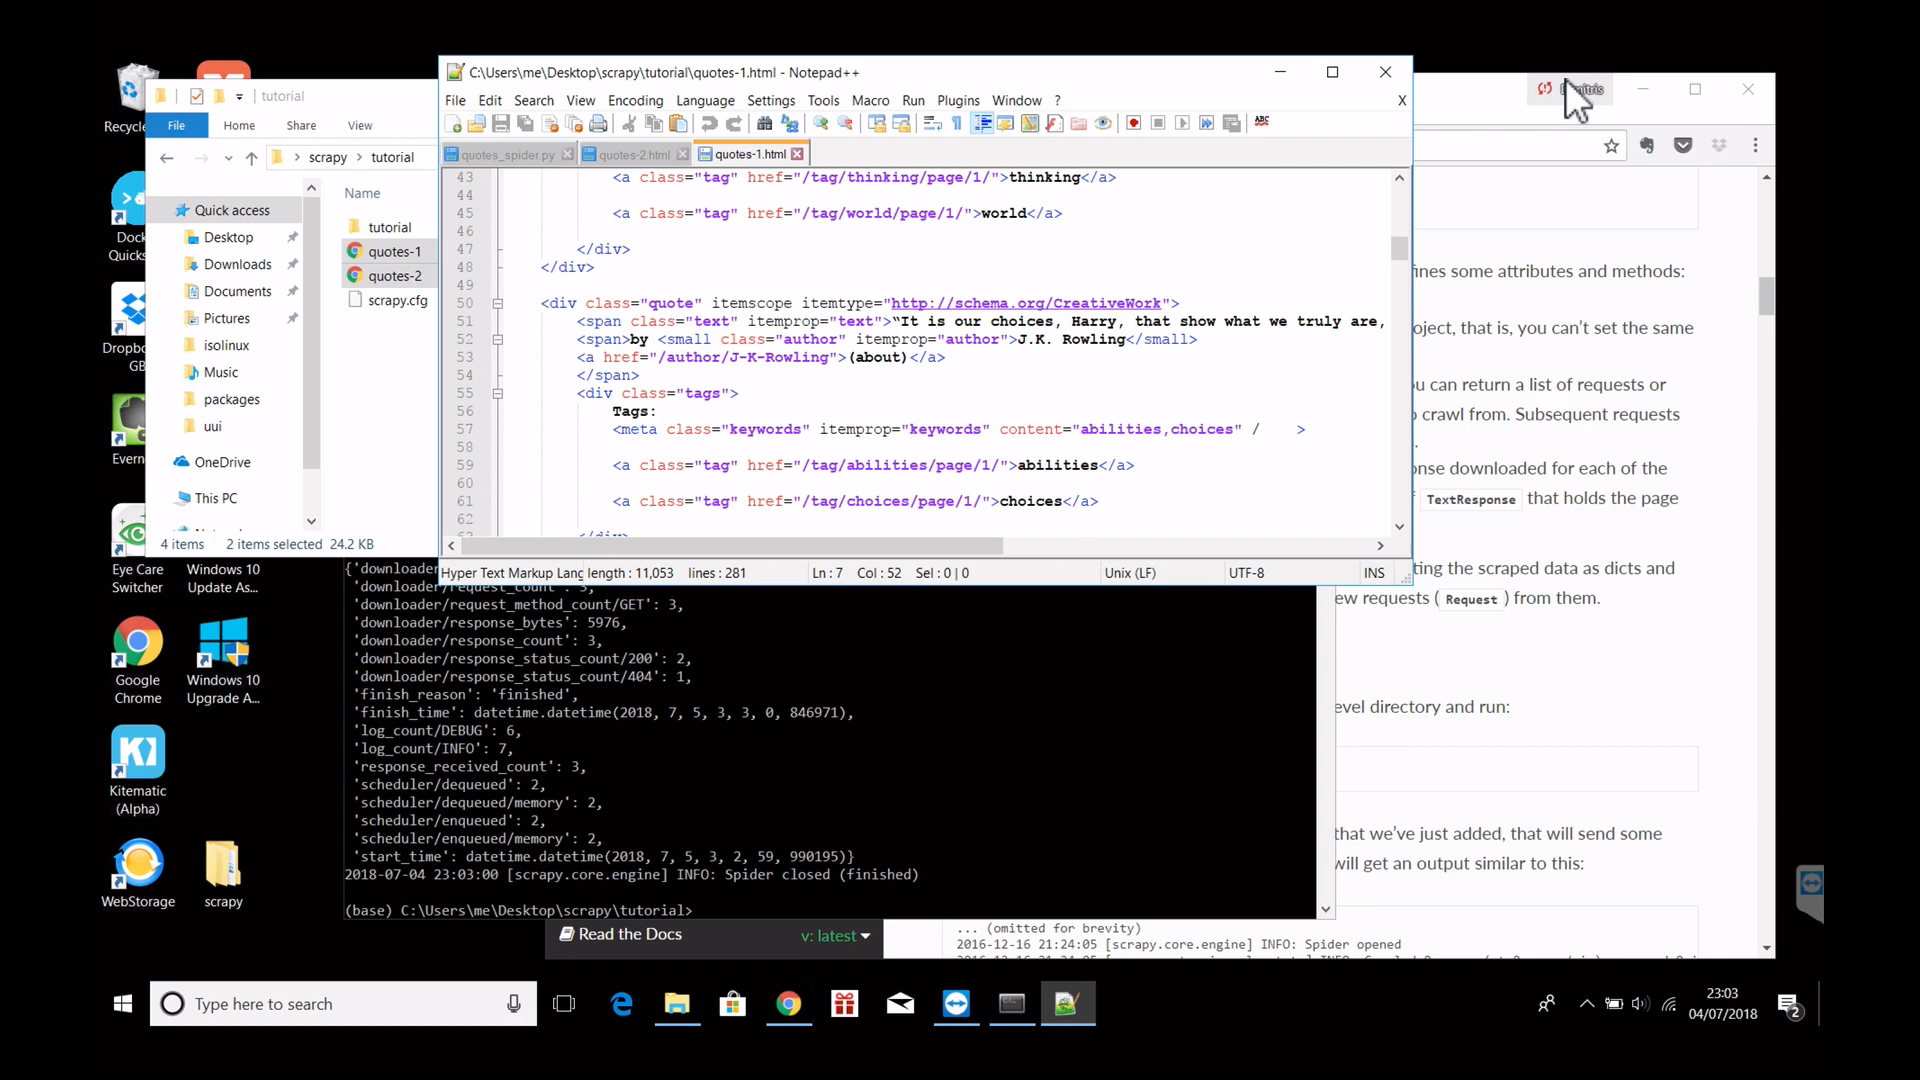 Recycle
Dock
Quicks
Dropbox
GB
Evern
Eye Care
Switcher
Windows 10
Update As...
Google
Chrome
Windows 10
Upgrade A...
Kitematic
(Alpha)
WebStorage
scrapy
tutorial
File Home Share View
scrapy > tutorial
Quick access
Desktop
Downloads
Documents
Pictures
isolinux
Music
packages
uui
OneDrive
This PC
Name
tutorial
quotes-1
quotes-2
scrapy.cfg
4 items 2 items selected 24.2 KB
C:\Users\me\Desktop\scrapy\tutorial\quotes-1.html - Notepad++
File Edit Search View Encoding Language Settings Tools Macro Run Plugins Window ? X
ABC
quotes_spider.py quotes-2.html quotes-1.html
43 <a class="tag" href="/tag/thinking/page/1/">thinking</a>
44
45 <a class="tag" href="/tag/world/page/1/">world</a>
46
47 </div>
48 </div>
49
50 <div class="quote" itemscope itemtype="http://schema.org/CreativeWork">
51 <span class="text" itemprop="text">“It is our choices, Harry, that show what we truly are,
52 <span>by <small class="author" itemprop="author">J.K. Rowling</small>
53 <a href="/author/J-K-Rowling">(about)</a>
54 </span>
55 <div class="tags">
56 Tags:
57 <meta class="keywords" itemprop="keywords" content="abilities,choices" / >
58
59 <a class="tag" href="/tag/abilities/page/1/">abilities</a>
60
61 <a class="tag" href="/tag/choices/page/1/">choices</a>
62
Hyper Text Markup Lang length : 11,053 lines : 281 Ln : 7 Col : 52 Sel : 0 | 0 Unix (LF) UTF-8 INS
{'downloader
'downloader/request_count': 3,
'downloader/request_method_count/GET': 3,
'downloader/response_bytes': 5976,
'downloader/response_count': 3,
'downloader/response_status_count/200': 2,
'downloader/response_status_count/404': 1,
'finish_reason': 'finished',
'finish_time': datetime.datetime(2018, 7, 5, 3, 3, 0, 846971),
'log_count/DEBUG': 6,
'log_count/INFO': 7,
'response_received_count': 3,
'scheduler/dequeued': 2,
'scheduler/dequeued/memory': 2,
'scheduler/enqueued': 2,
'scheduler/enqueued/memory': 2,
'start_time': datetime.datetime(2018, 7, 5, 3, 2, 59, 990195)}
2018-07-04 23:03:00 [scrapy.core.engine] INFO: Spider closed (finished)
(base) C:\Users\me\Desktop\scrapy\tutorial>
fines some attributes and methods:
oject, that is, you can’t set the same
ou can return a list of requests or
o crawl from. Subsequent requests
onse downloaded for each of the
TextResponse that holds the page
ting the scraped data as dicts and
ew requests ( Request ) from them.
evel directory and run:
that we’ve just added, that will send some
will get an output similar to this:
... (omitted for brevity)
2016-12-16 21:24:05 [scrapy.core.engine] INFO: Spider opened
Read the Docs v: latest
Type here to search
23:03
04/07/2018
2